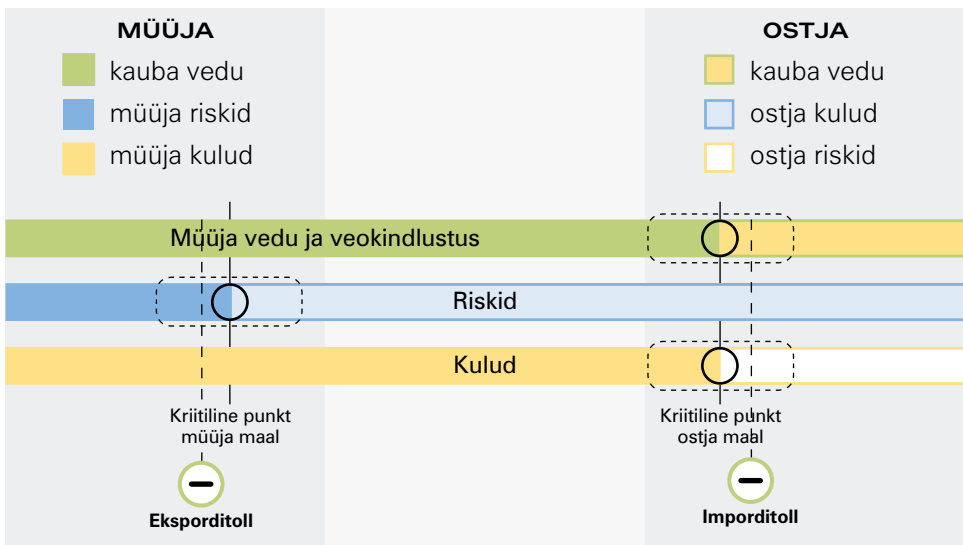 MÜÜJA
kauba vedu
müüja riskid
müüja kulud
OSTJA
kauba vedu
ostja kulud
ostja riskid
Müüja vedu ja veokindlustus
Riskid
Kulud
Kriitiline punkt
müüja maal
Kriitiline punkt
ostja maal
Eksporditoll
Imporditoll